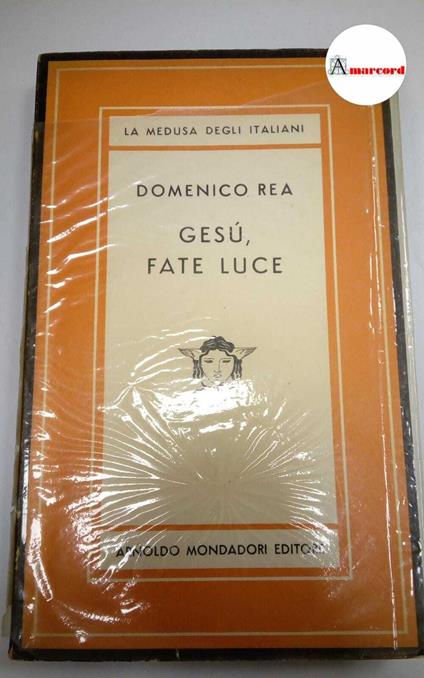 Amarcord
LA MEDUSA DEGLI ITALIANI
DOMENICO REA
GESÚ,
FATE LUCE
ARNOLDO MONDADORI EDITORE